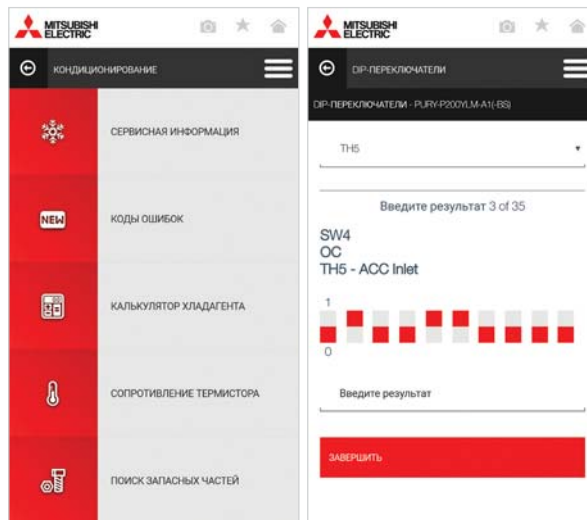 MITSUBISHI
ELECTRIC
КОНДИЦИОНИРОВАНИЕ
СЕРВИСНАЯ ИНФОРМАЦИЯ
NEW
КОДЫ ОШИБОК
КАЛЬКУЛЯТОР ХЛАДАГЕНТА
СОПРОТИВЛЕНИЕ ТЕРМИСТОРА
ПОИСК ЗАПАСНЫХ ЧАСТЕЙ
MITSUBISHI
ELECTRIC
DIP-ПЕРЕКЛЮЧАТЕЛИ
DIP-ПЕРЕКЛЮЧАТЕЛИ - PURY-P200YLM-A1(-BS)
TH5
Введите результат 3 of 35
SW4
OC
TH5 - ACC Inlet
1
0
Введите результат
ЗАВЕРШИТЬ